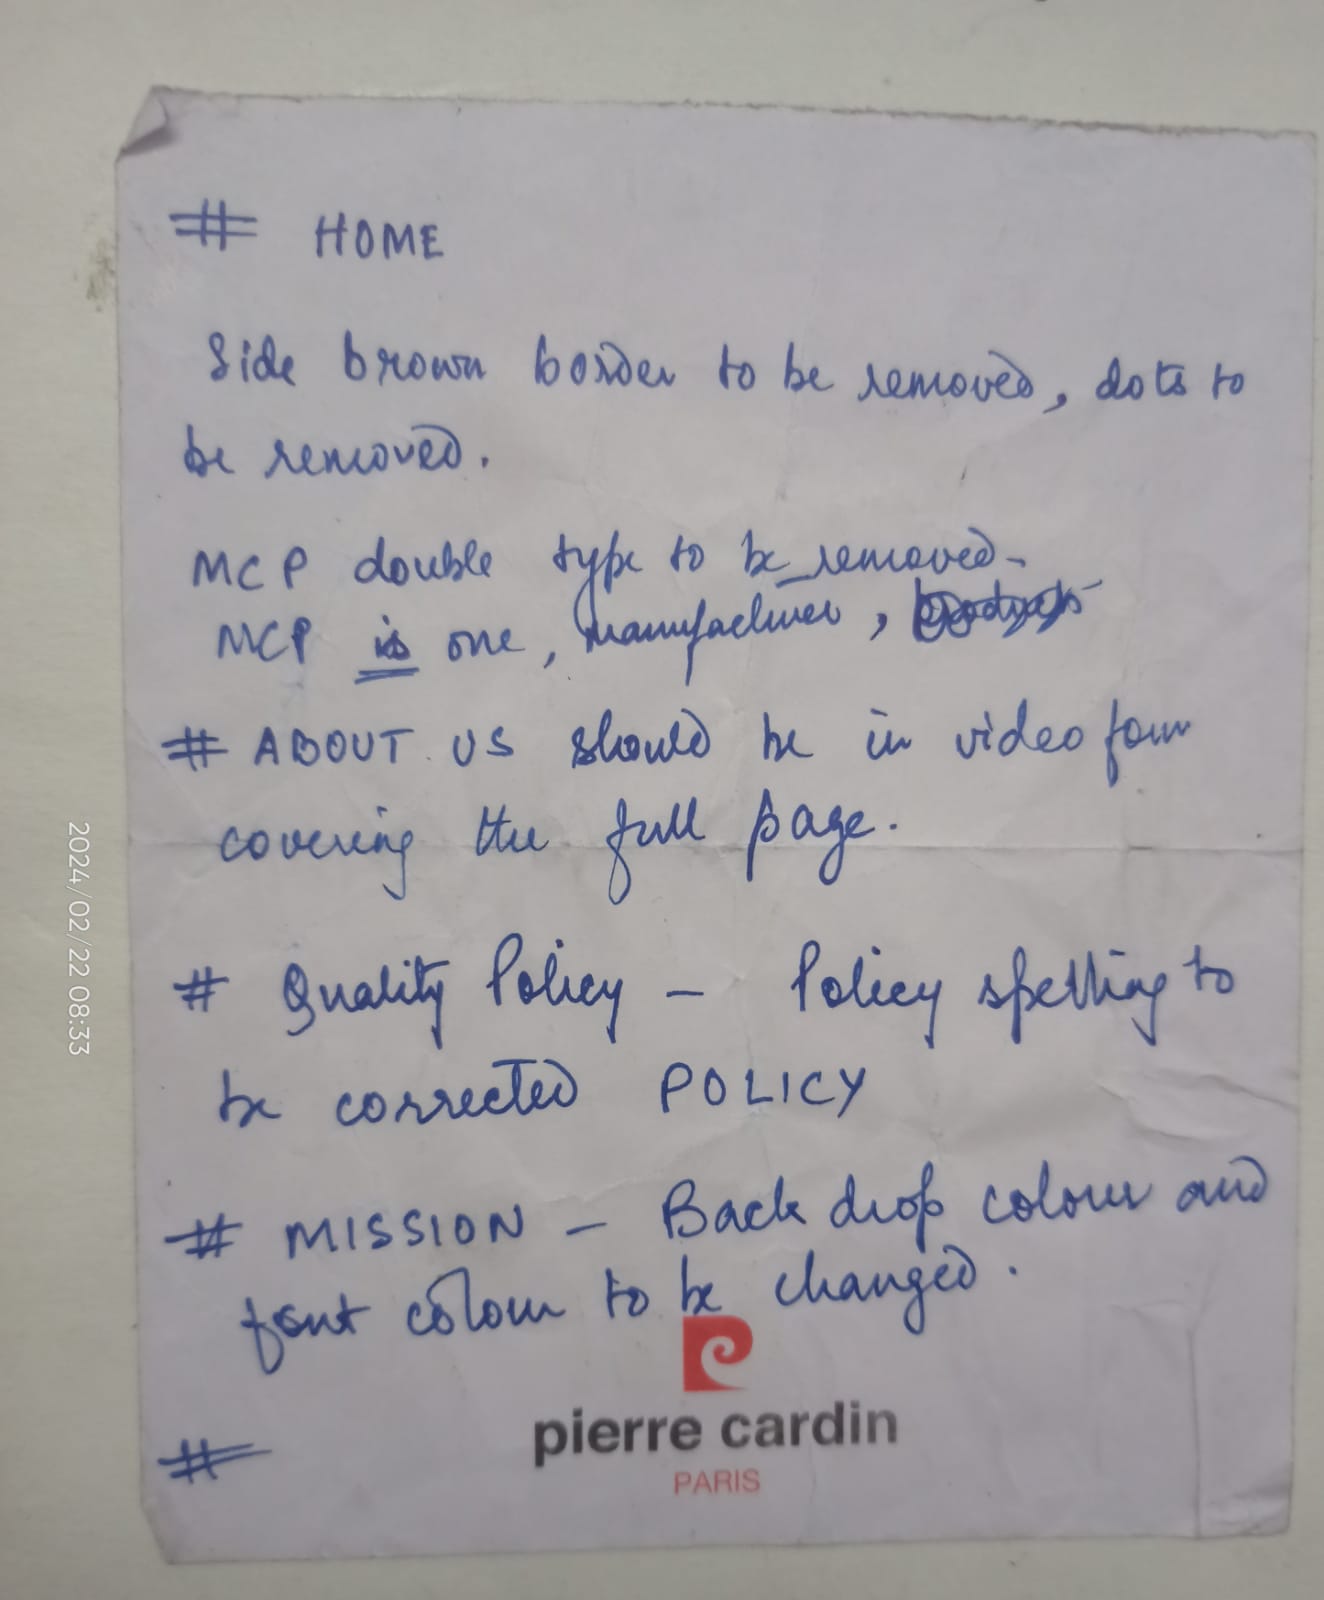 # HOME
Side brown border to be removed, dots to
be removed.
MCP double type to be removed-
MCP is one, manufacturer,
# ABOUT US should be in video form
covering the full page.
# Quality Policy - Policy spelling to
be corrected POLICY
# MISSION - Back drop colour and
font colour to be changed.
pierre cardin
PARIS
#
2024/02/22 08:33